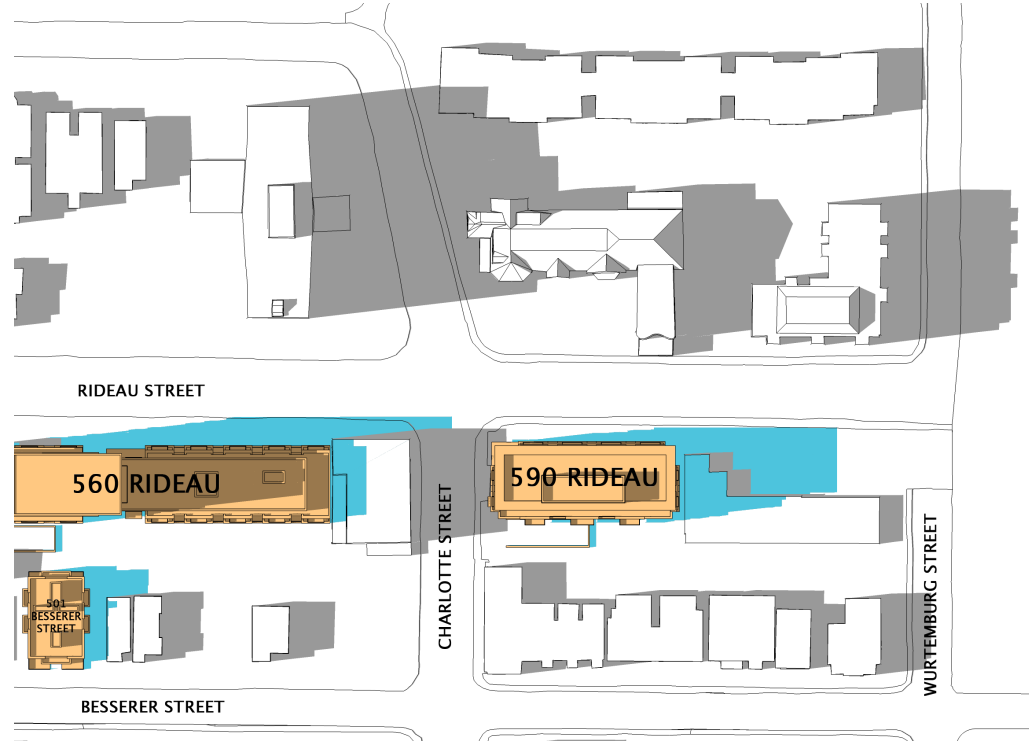 RIDEAU STREET
560 RIDEAU
590 RIDEAU
CHARLOTTE STREET
WURTEMBURG STREET
501
BESSERER
STREET
BESSERER STREET